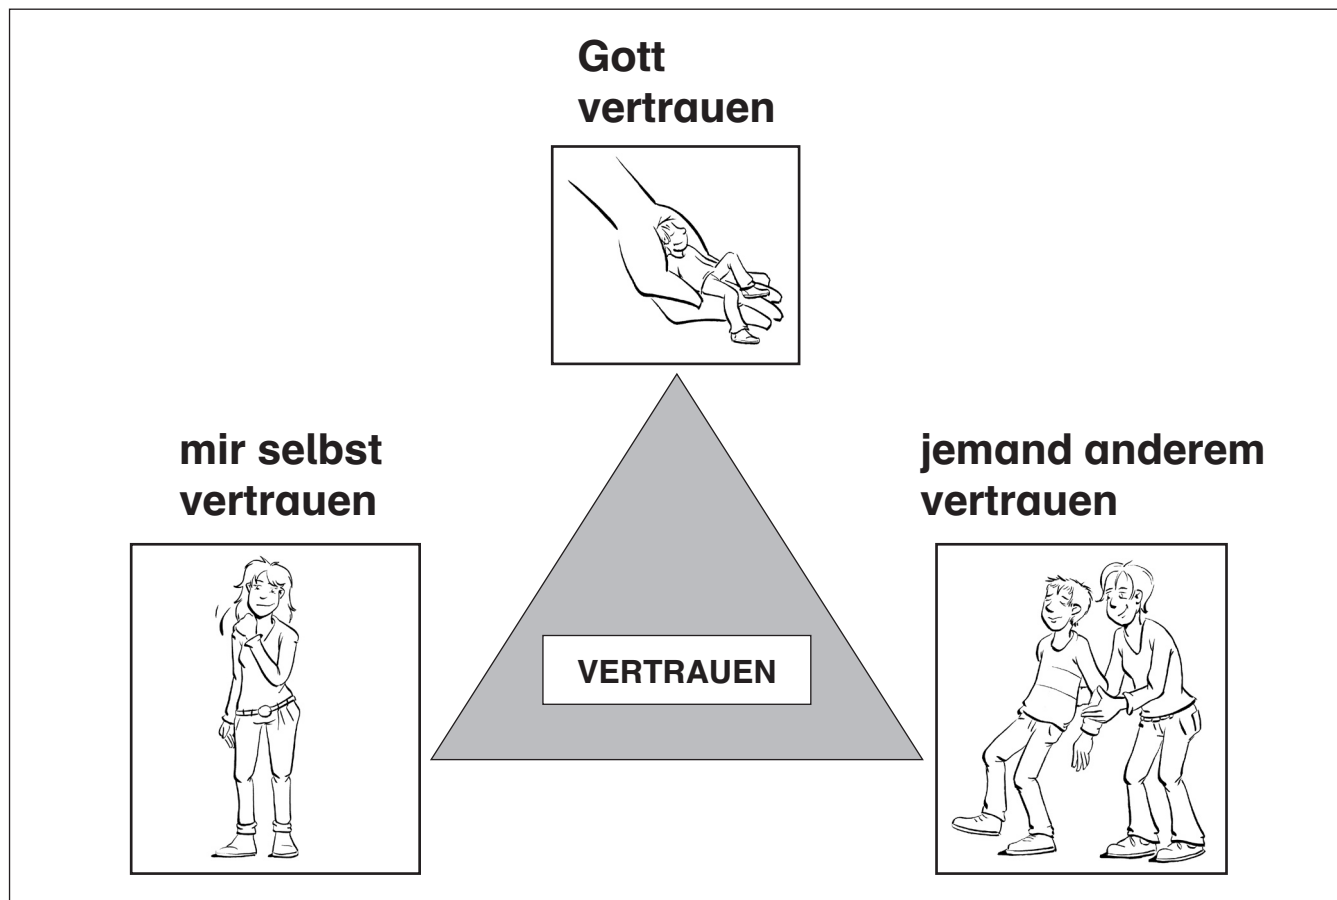 Gott
vertrauen
mir selbst
vertrauen
jemand anderem
vertrauen
VERTRAUEN